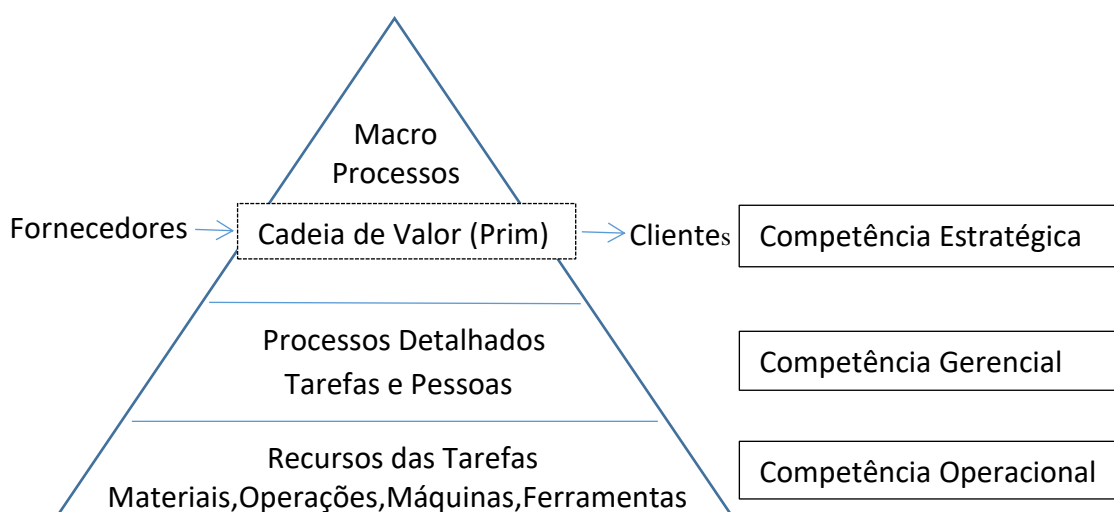 Macro
Processos
Fornecedores
Cadeia de Valor (Prim)
Clientes
Competência Estratégica
Processos Detalhados
Tarefas e Pessoas
Competência Gerencial
Recursos das Tarefas
Materiais,Operações,Máquinas,Ferramentas
Competência Operacional